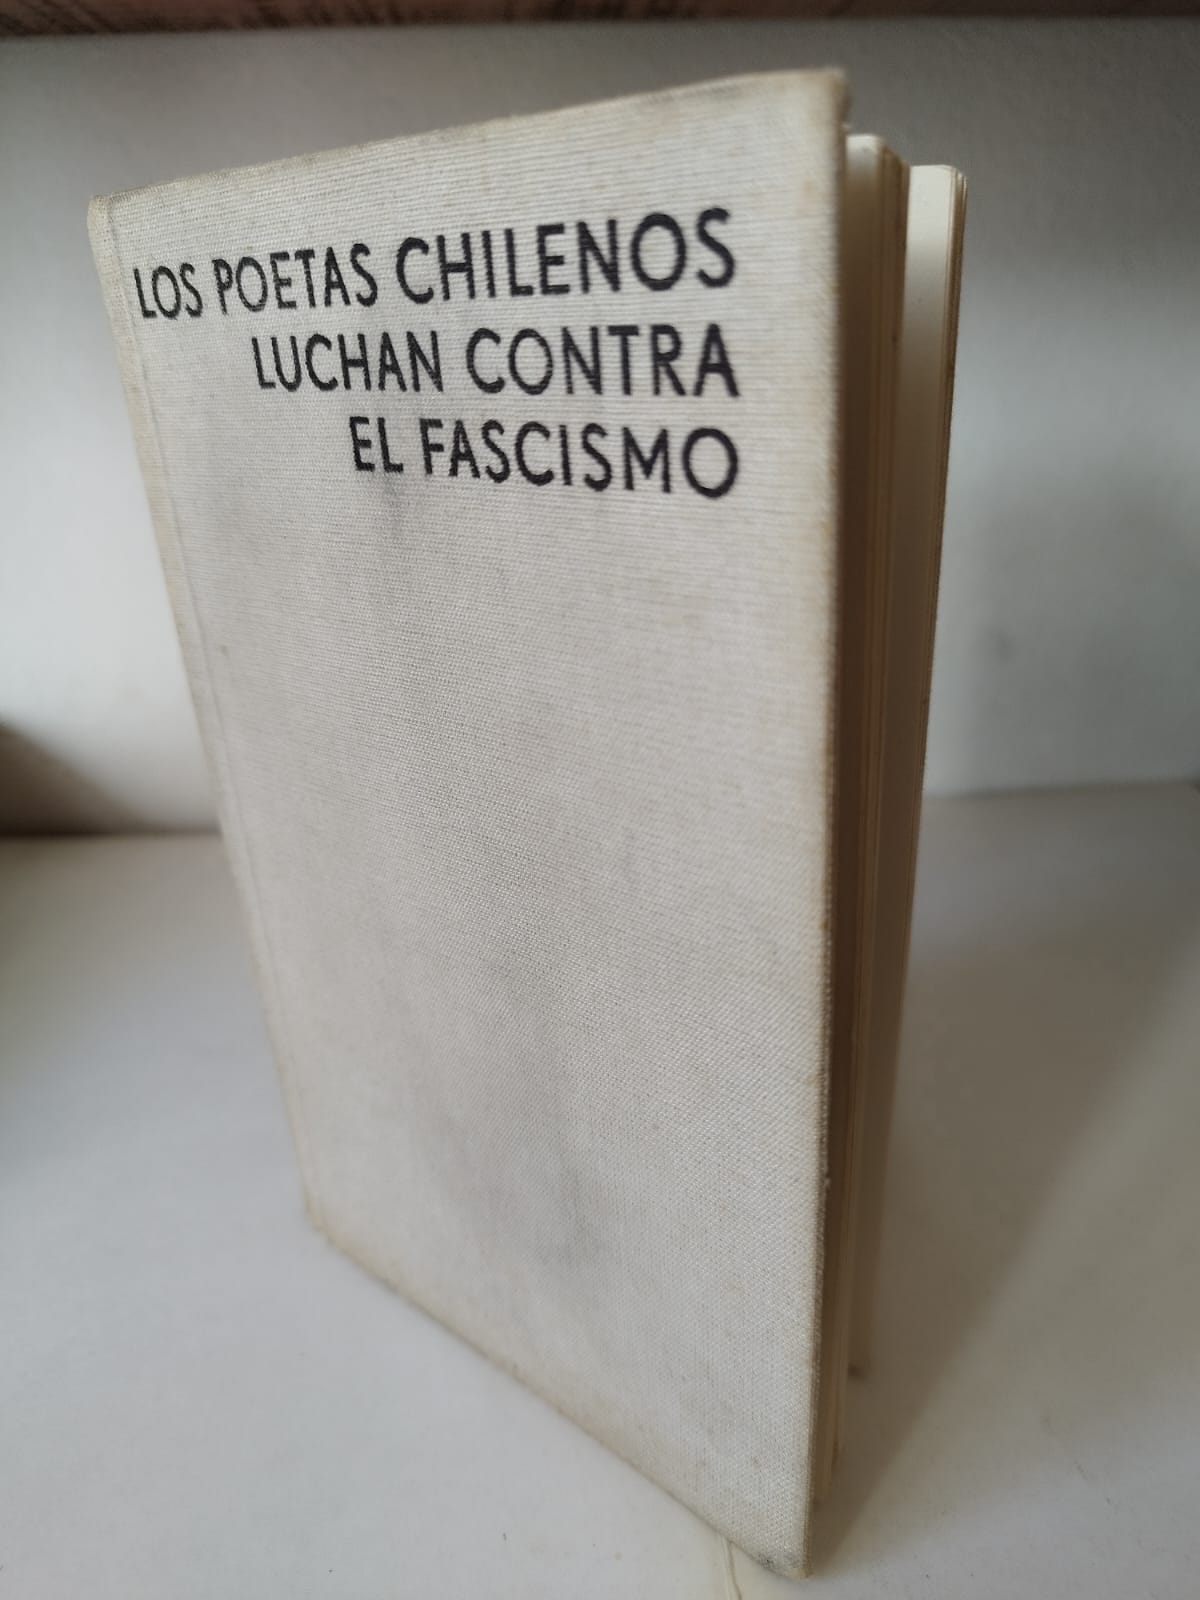 LOS POETAS CHILENOS
LUCHAN CONTRA
EL FASCISMO